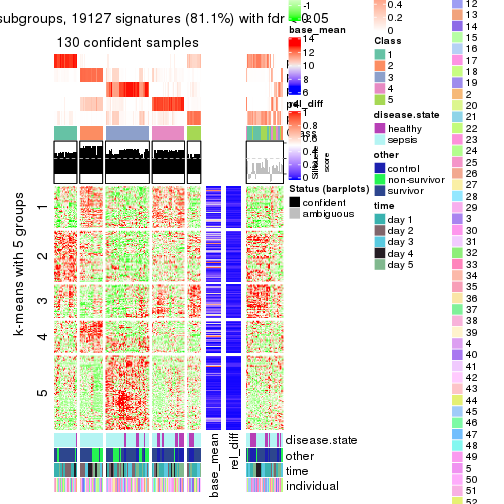 subgroups, 19127 signatures (81.1%) with fdr < 0.05
130 confident samples
k-means with 5 groups
1
2
3
4
5
base_mean
rel_diff
disease.state
other
time
individual
-1
base_mean
14
12
10
8
6
rel_diff
1
0.8
0.6
0.4
0.2
0
Silhouette
score
Status (barplots)
confident
ambiguous
0.4
0.2
0
Class
1
2
3
4
5
disease.state
healthy
sepsis
other
control
non-survivor
survivor
time
day 1
day 2
day 3
day 4
day 5
12
13
14
15
16
17
18
19
2
20
21
22
23
24
25
26
27
28
29
3
30
31
32
33
34
35
36
37
38
39
4
40
41
42
43
44
45
46
47
48
49
5
50
51
52